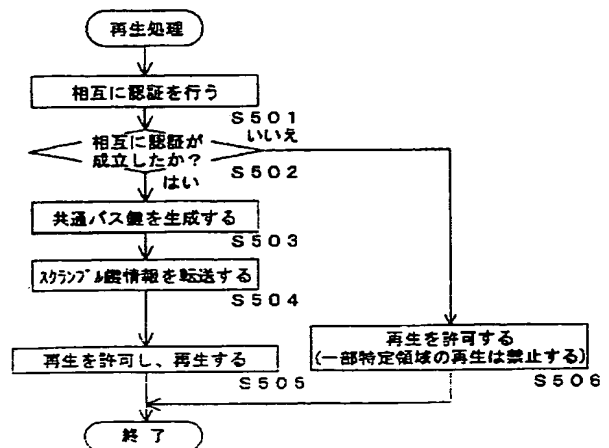 再生処理
相互に認証を行う
S501
相互に認証が
成立したか?
いいえ
S502
はい
共通バス鍵を生成する
S503
スクランブル鍵情報を転送する
S504
再生を許可し、再生する
S505
再生を許可する
(一部特定領域の再生は禁止する)
S506
終了